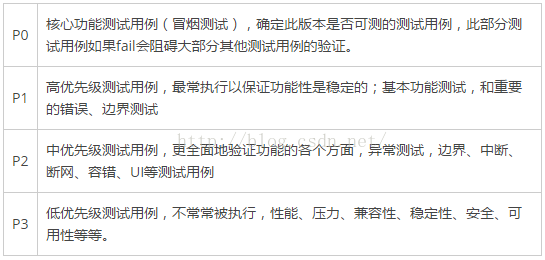 P0
核心功能测试用例（冒烟测试），确定此版本是否可测的测试用例，此部分测
试用例如果fail会阻碍大部分其他测试用例的验证。
P1
高优先级测试用例，最常执行以保证功能性是稳定的；基本功能测试，和重要
的错误、边界测试
http://blog.csdn.net/
P2
中优先级测试用例，更全面地验证功能的各个方面，异常测试，边界、中断、
断网、容错、UI等测试用例
P3
低优先级测试用例，不常常被执行，性能、压力、兼容性、稳定性、安全、可
用性等等。